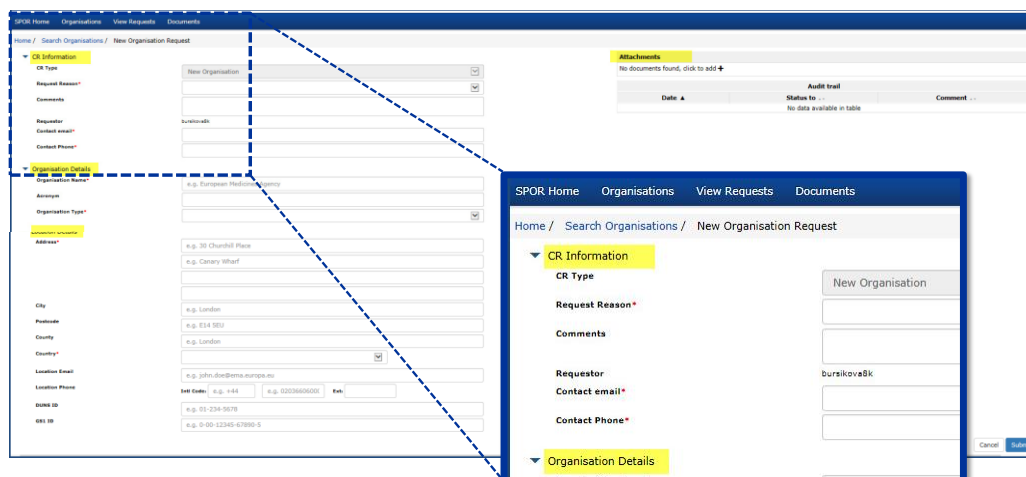 SPOR Home Organisations View Requests Documents
Home / Search Organisations / New Organisation Request
CR Information
CR Type New Organisation
Request Reason*
Comments
Requestor bursikova8k
Contact email*
Contact Phone*
Organisation Details
Organisation Name* e.g. European Medicines Agency
Acronym
Organisation Type*
Location Details
Address* e.g. 30 Churchill Place
e.g. Canary Wharf
City e.g. London
Postcode e.g. E14 5EU
County e.g. London
Country*
Location Email e.g. john.doe@ema.europa.eu
Location Phone Intl Code: e.g. +44 e.g. 0203660600( Ext:
DUNS ID e.g. 01-234-5678
GS1 ID e.g. 0-00-12345-67890-5
Attachments
No documents found, click to add +
Audit trail
Date ▲ Status to Comment
No data available in table
Cancel Subm
SPOR Home Organisations View Requests Documents
Home / Search Organisations / New Organisation Request
CR Information
CR Type New Organisation
Request Reason*
Comments
Requestor bursikova8k
Contact email*
Contact Phone*
Organisation Details